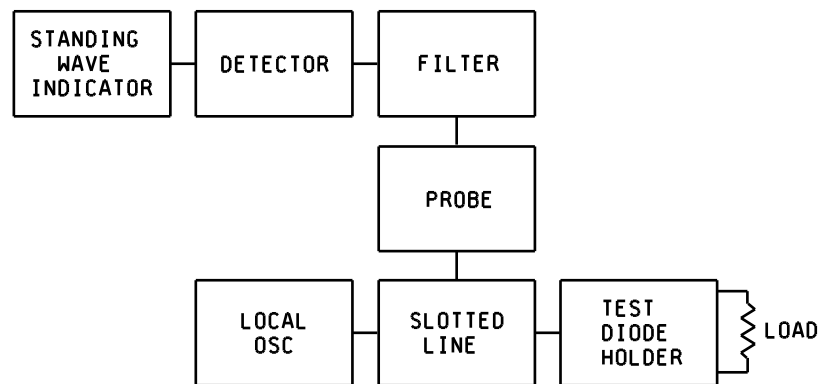 STANDING
WAVE
INDICATOR
DETECTOR
FILTER
PROBE
LOCAL
OSC
SLOTTED
LINE
TEST
DIODE
HOLDER
LOAD